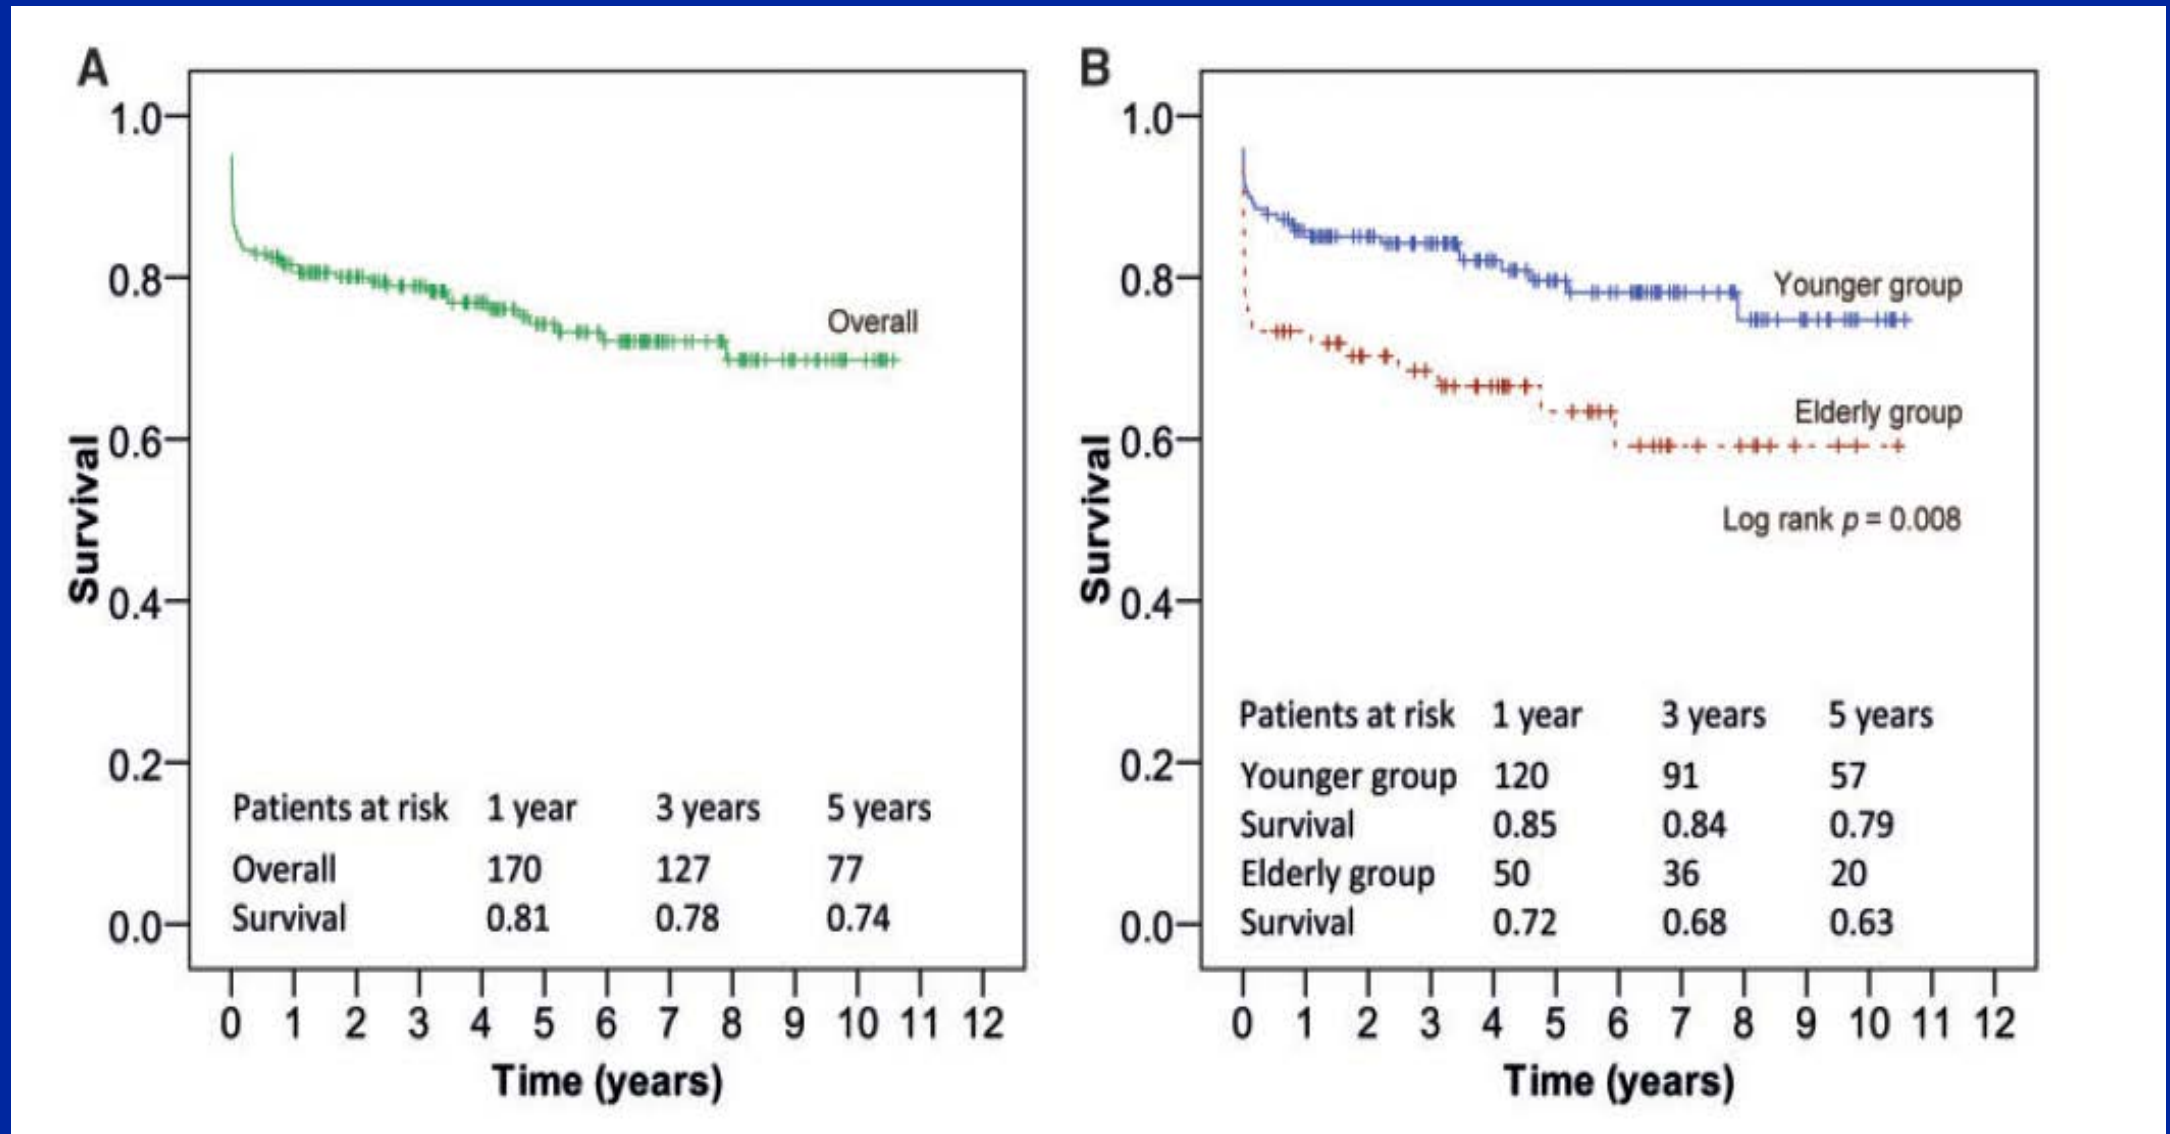 A
1.0
0.8
0.6
0.4
0.2
0.0
Survival
Overall
Patients at risk 1 year 3 years 5 years
Overall 170 127 77
Survival 0.81 0.78 0.74
0 1 2 3 4 5 6 7 8 9 10 11 12
Time (years)
B
1.0
0.8
0.6
0.4
0.2
0.0
Survival
Younger group
Elderly group
Log rank p = 0.008
Patients at risk 1 year 3 years 5 years
Younger group 120 91 57
Survival 0.85 0.84 0.79
Elderly group 50 36 20
Survival 0.72 0.68 0.63
0 1 2 3 4 5 6 7 8 9 10 11 12
Time (years)